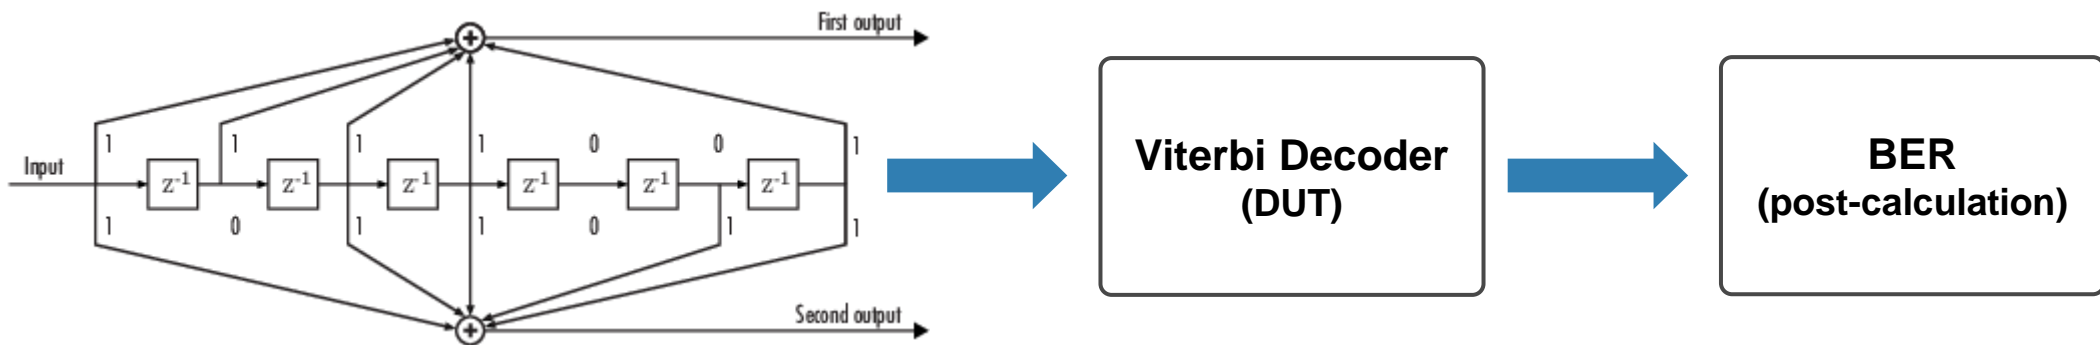 First output
1 1 1 1 0 0 1
Input
Z-1 Z-1 Z-1 Z-1 Z-1 Z-1
1 0 1 1 0 1 1
Second output
Viterbi Decoder
(DUT)
BER
(post-calculation)